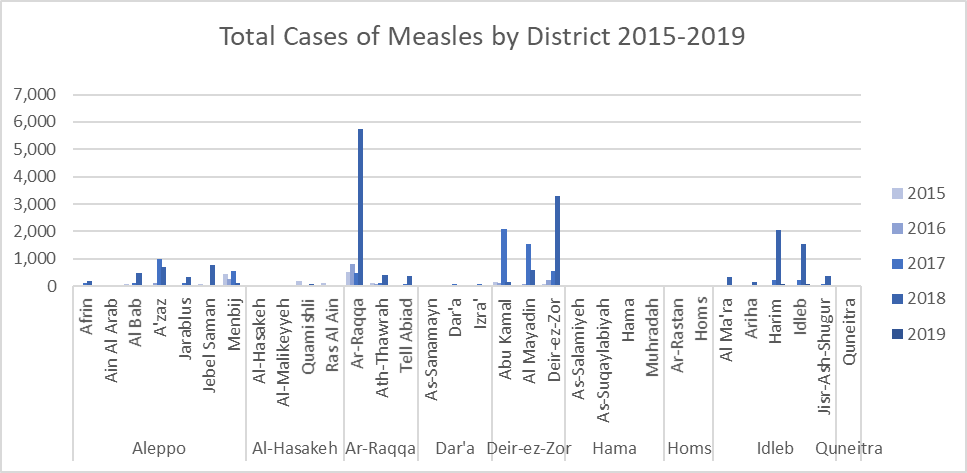 Total Cases of Measles by District 2015-2019
7,000
6,000
5,000
4,000
3,000
2,000
1,000
0
2015
2016
2017
2018
2019
Afrin
Ain Al Arab
Al Bab
A'zaz
Jarablus
Jebel Saman
Menbij
Al-Hasakeh
Al-Malikeyyeh
Quamishli
Ras Al Ain
Ar-Raqqa
Ath-Thawrah
Tell Abiad
As-Sanamayn
Dar'a
Izra'
Abu Kamal
Al Mayadin
Deir-ez-Zor
As-Salamiyeh
As-Suqaylabiyah
Hama
Muhradah
Ar-Rastan
Homs
Al Ma'ra
Ariha
Harim
Idleb
Jisr-Ash-Shugur
Quneitra
Aleppo
Al-Hasakeh
Ar-Raqqa
Dar'a
Deir-ez-Zor
Hama
Homs
Idleb
Quneitra